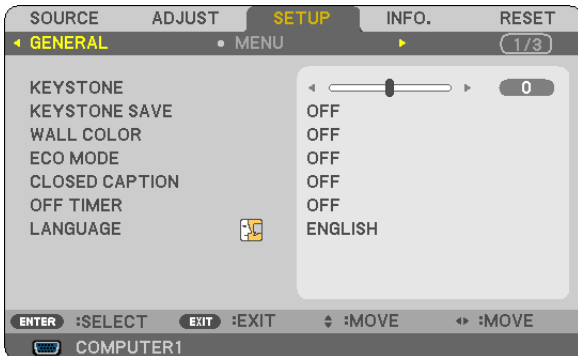 SOURCE ADJUST SETUP INFO. RESET
GENERAL • MENU (1/3)
KEYSTONE 0
KEYSTONE SAVE OFF
WALL COLOR OFF
ECO MODE OFF
CLOSED CAPTION OFF
OFF TIMER OFF
LANGUAGE ENGLISH
ENTER :SELECT EXIT :EXIT :MOVE :MOVE
COMPUTER1